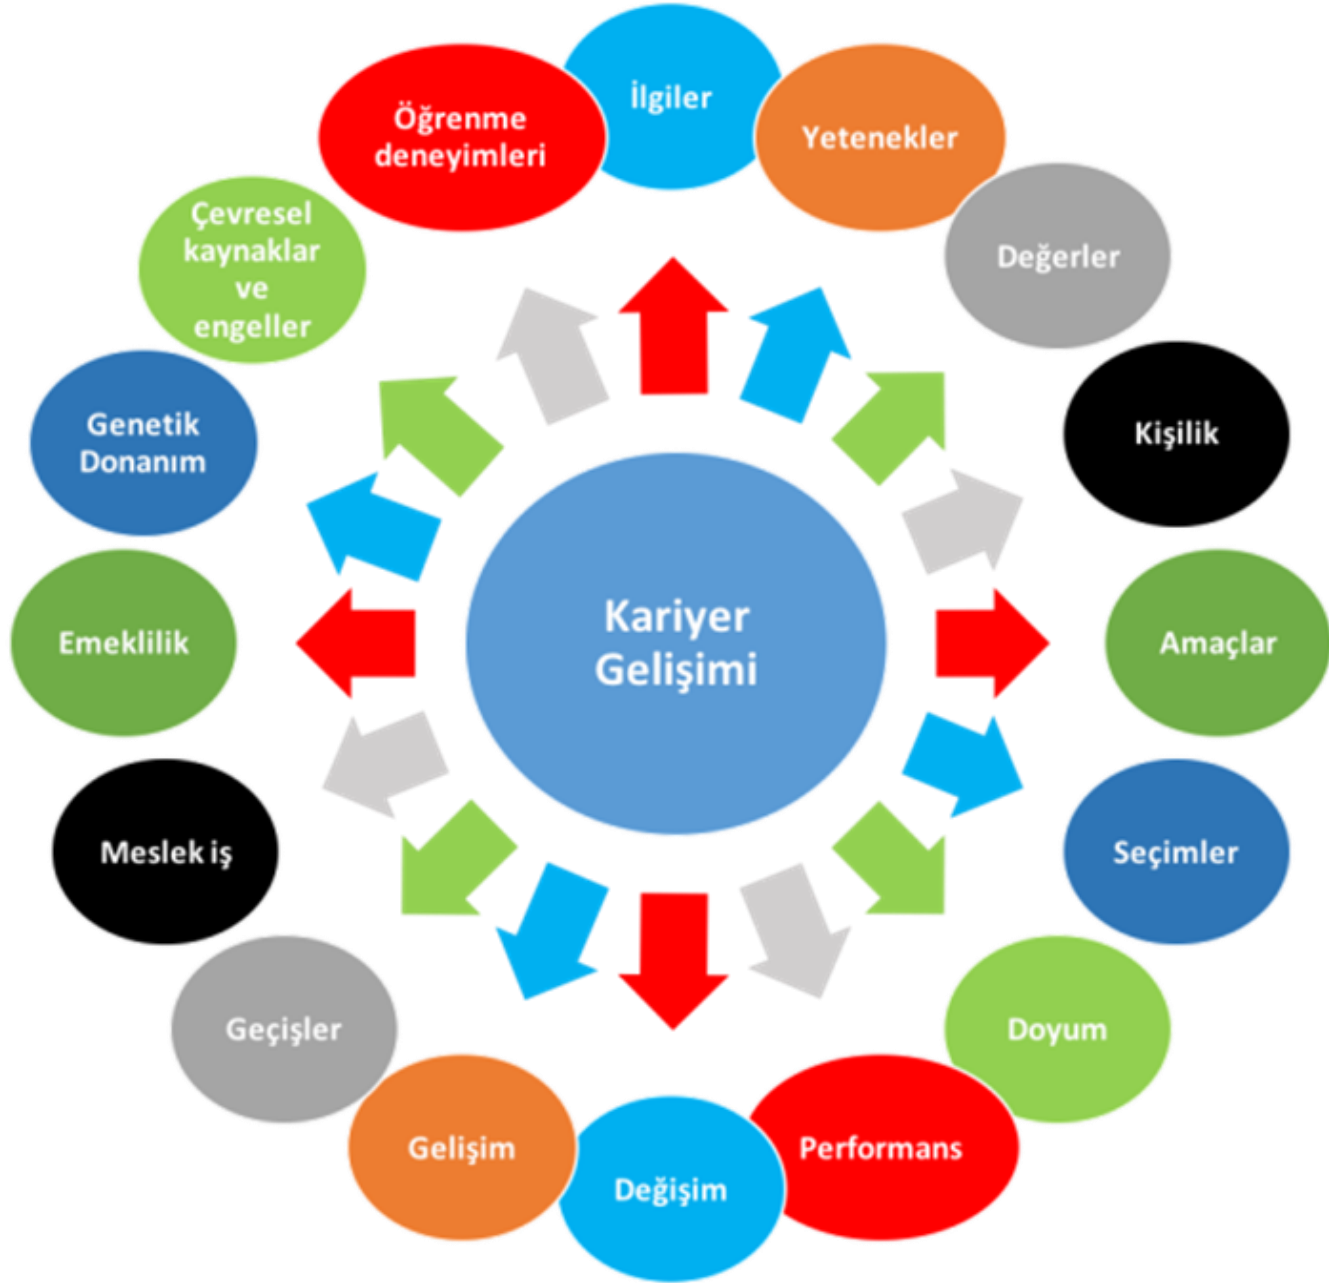 İlgiler
Yetenekler
Değerler
Kişilik
Amaçlar
Seçimler
Doyum
Performans
Değişim
Gelişim
Geçişler
Meslek iş
Emeklilik
Genetik
Donanım
Çevresel
kaynaklar
ve
engeller
Öğrenme
deneyimleri
Kariyer
Gelişimi